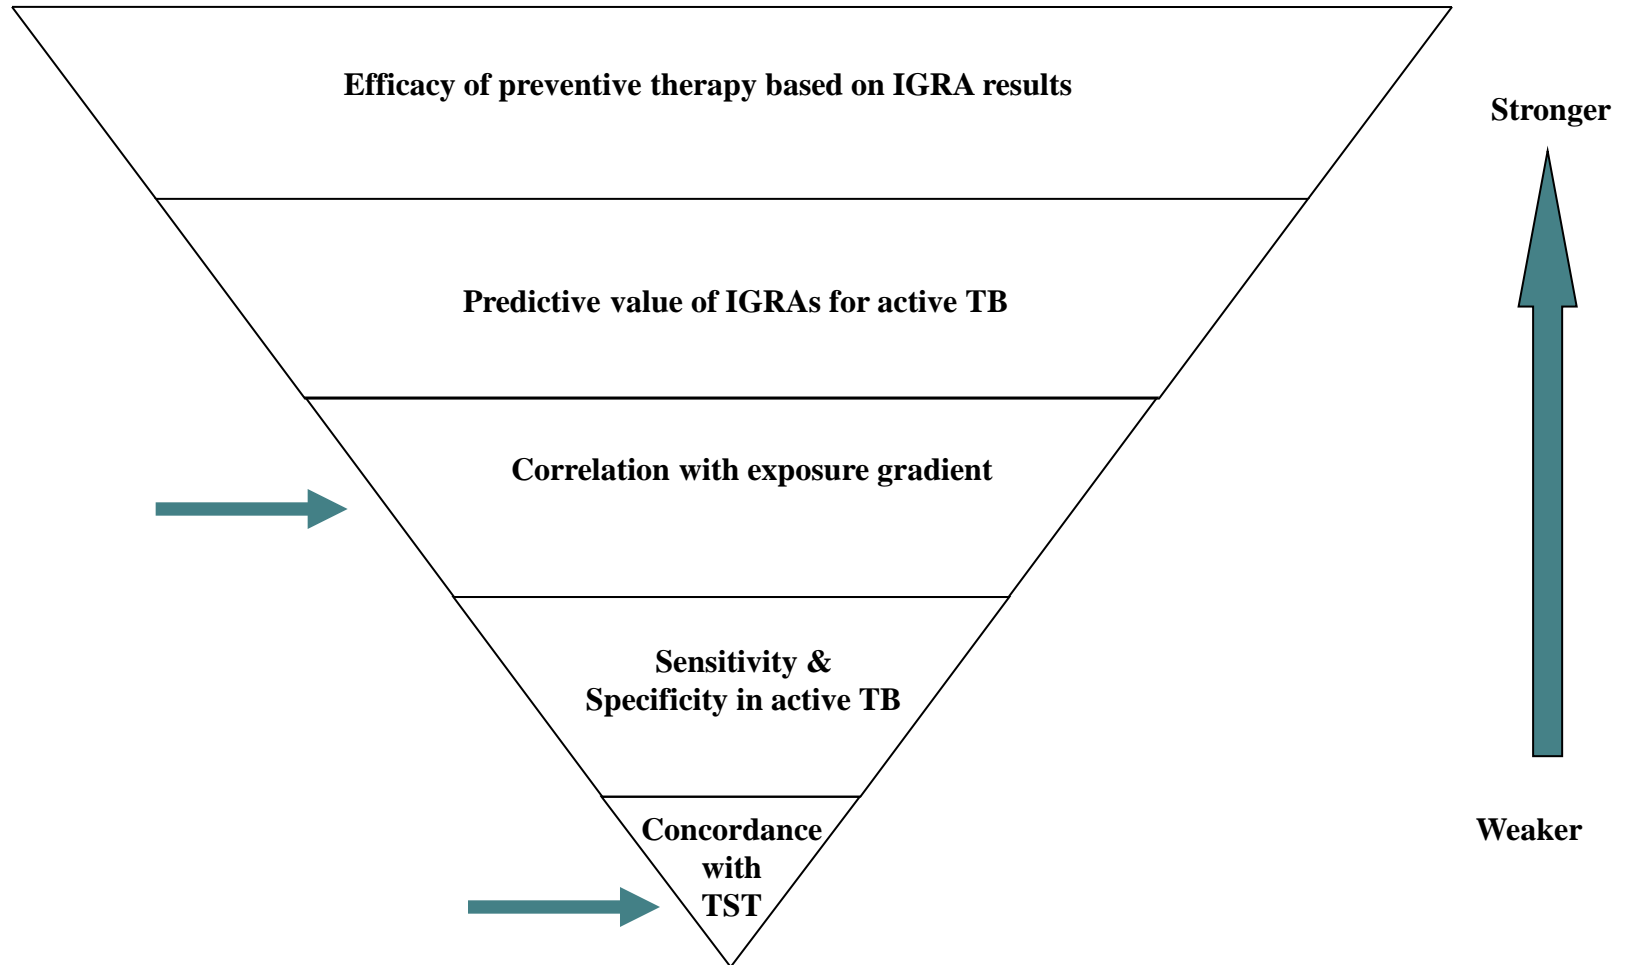 Efficacy of preventive therapy based on IGRA results
Stronger
Predictive value of IGRAs for active TB
Correlation with exposure gradient
Sensitivity &
Specificity in active TB
Concordance
with
TST
Weaker